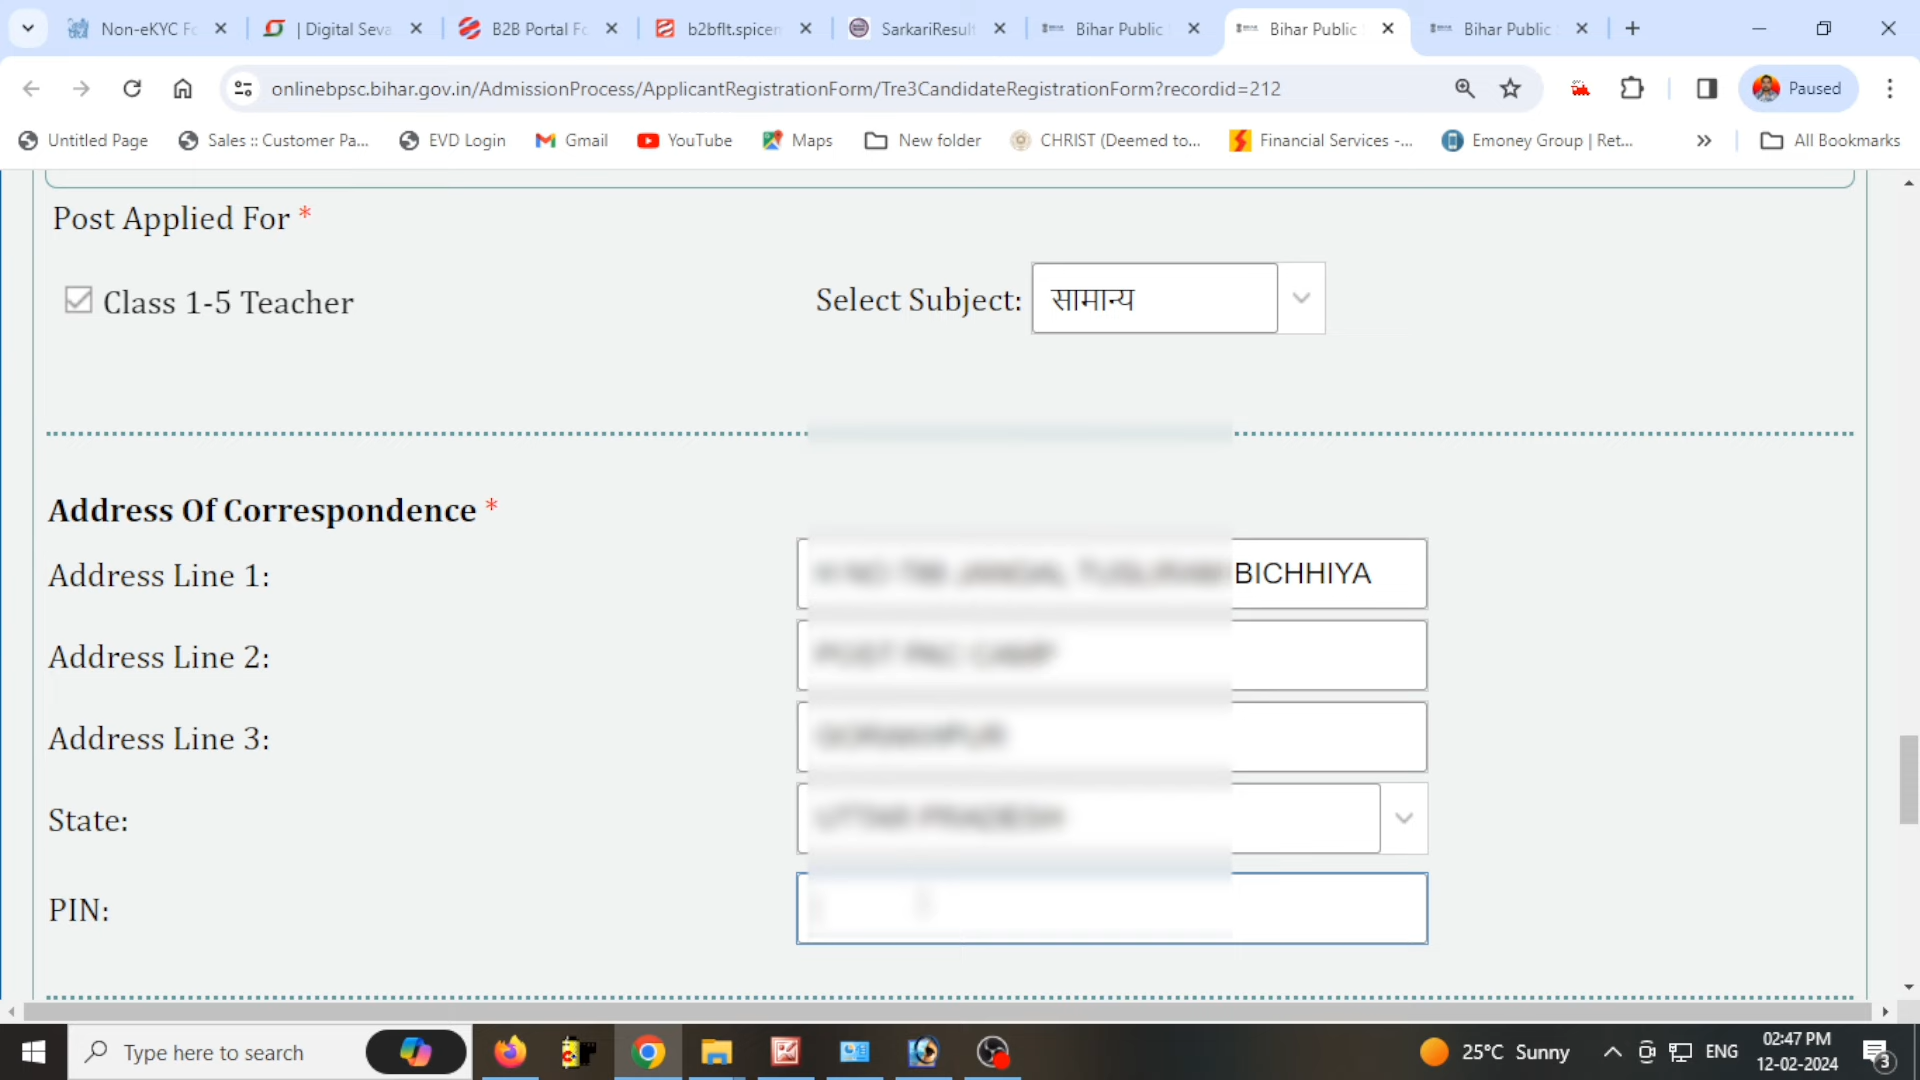 Non-eKYC Fo
| Digital Seva
B2B Portal Fo
b2bflt.spicem
SarkariResult
Bihar Public
Bihar Public
Bihar Public S
onlinebpsc.bihar.gov.in/AdmissionProcess/ApplicantRegistrationForm/Tre3CandidateRegistrationForm?recordid=212
Paused
Untitled Page
Sales :: Customer Pa...
EVD Login
Gmail
YouTube
Maps
New folder
CHRIST (Deemed to...
Financial Services -...
Emoney Group | Ret...
All Bookmarks
Post Applied For *
Class 1-5 Teacher
Select Subject: सामान्य
Address Of Correspondence *
Address Line 1: BICHHIYA
Address Line 2:
Address Line 3:
State:
PIN:
Type here to search
25°C Sunny
ENG
02:47 PM
12-02-2024
3